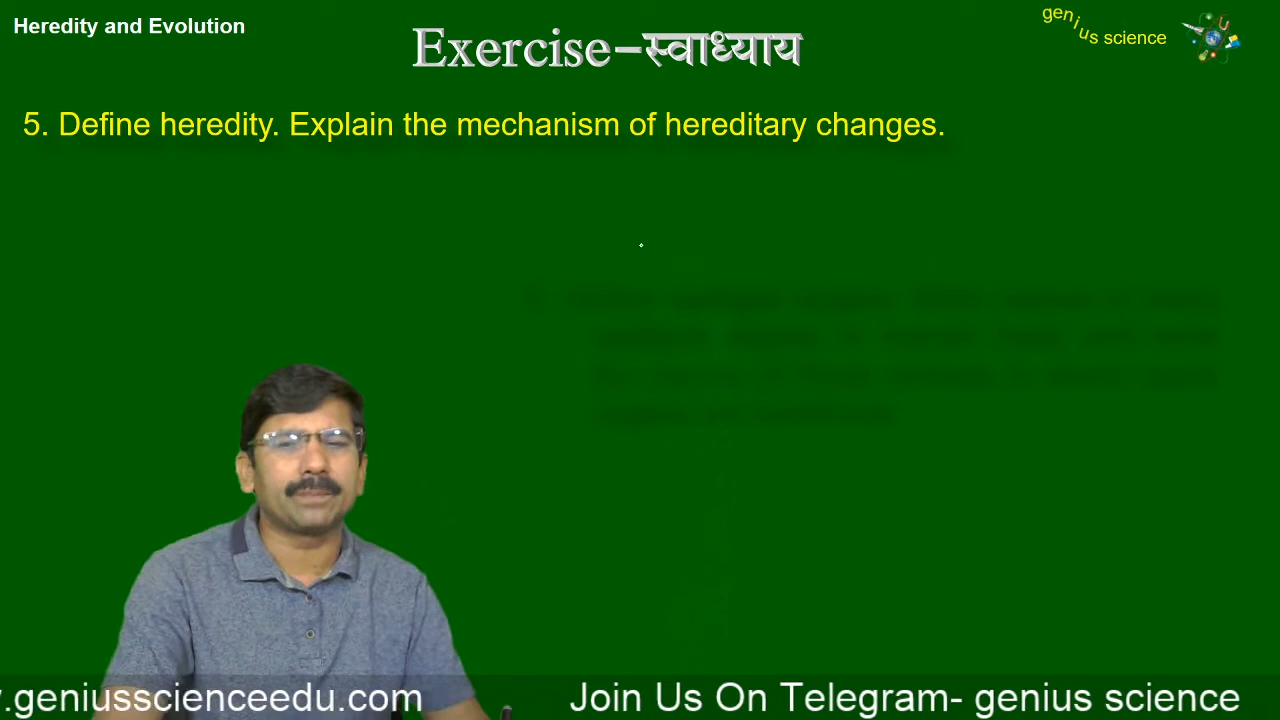 Heredity and Evolution
Exercise-स्वाध्याय
genius science
5. Define heredity. Explain the mechanism of hereditary changes.
.geniusscienceedu.com
Join Us On Telegram- genius science